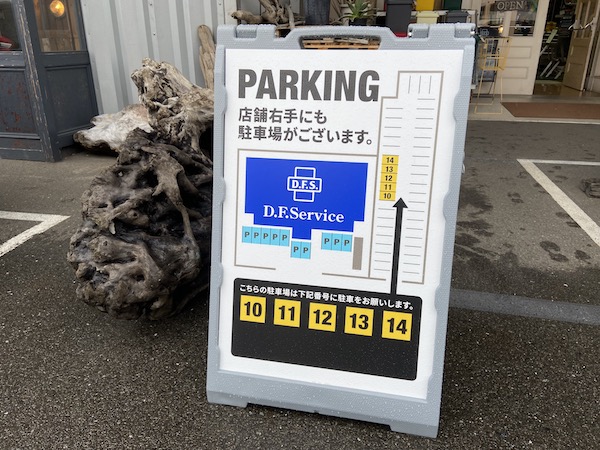 OPEN
PARKING
店舗右手にも
駐車場がございます。
14
13
12
11
10
D.F.S.
D.F.Service
P P P P P
P P
P P P
こちらの駐車場は下記番号に駐車をお願いします。
10 11 12 13 14